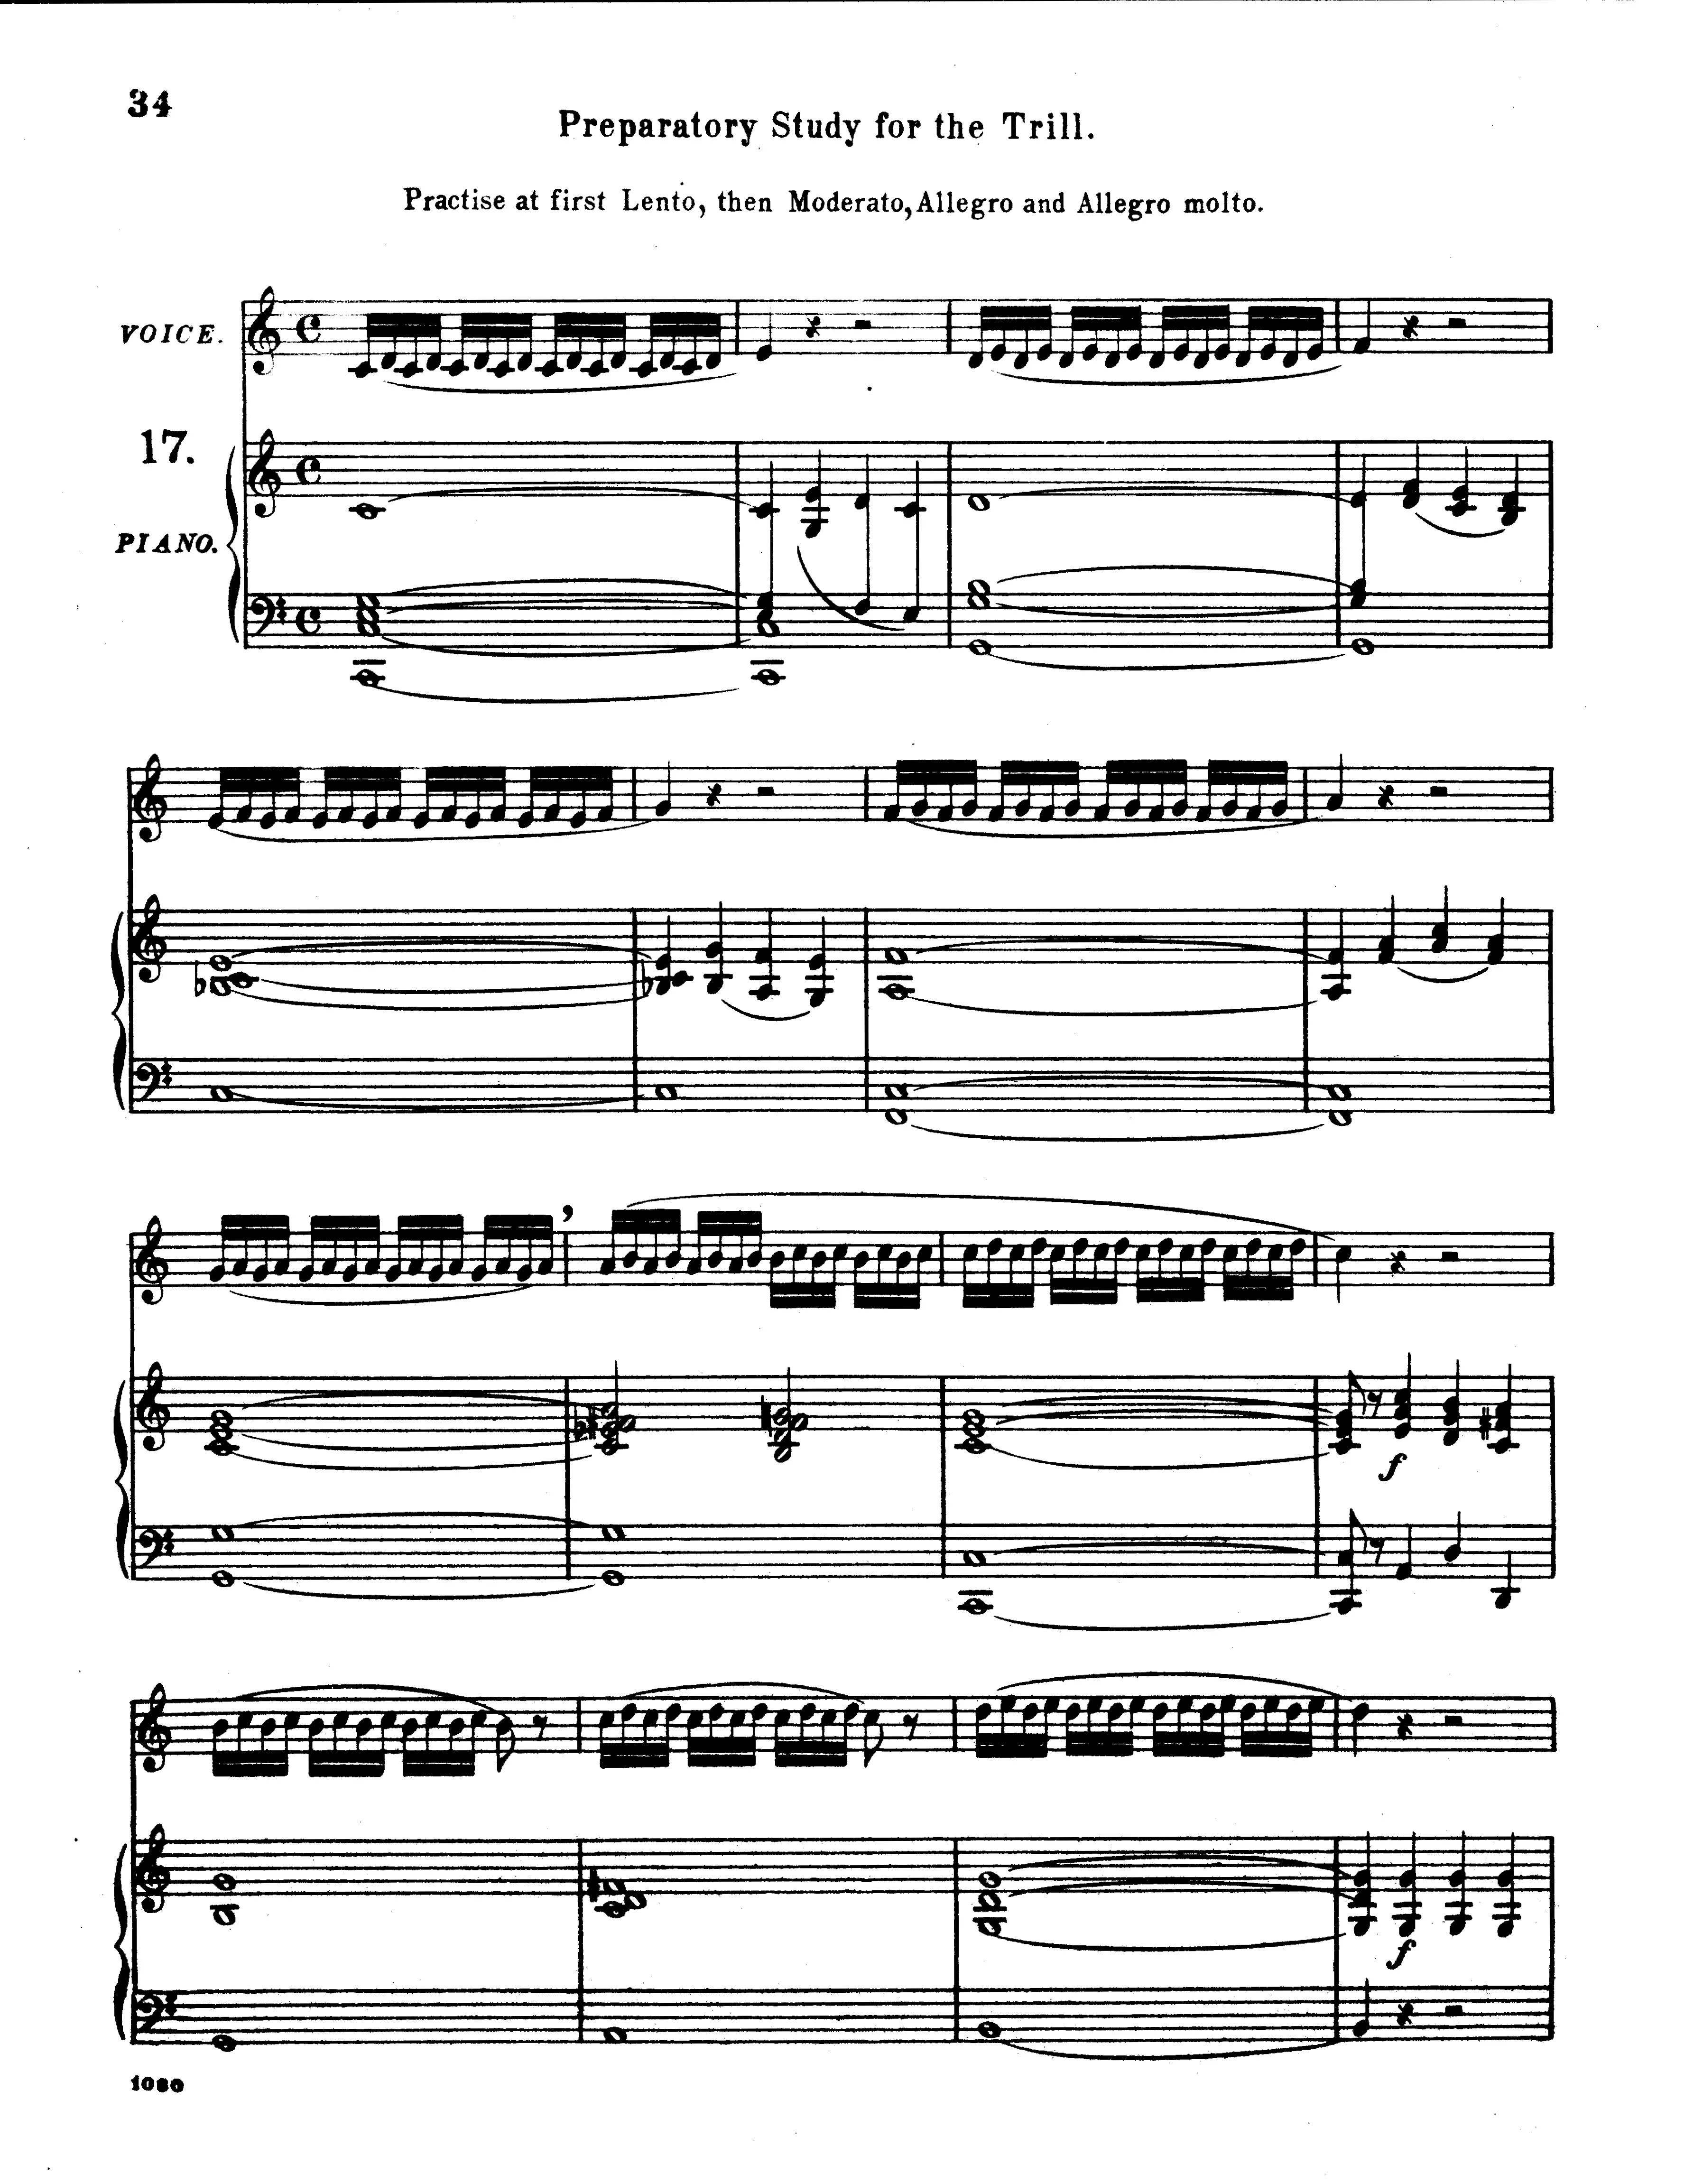 34
Preparatory Study for the Trill.
Practise at first Lento, then Moderato, Allegro and Allegro molto.
VOICE.
17.
PIANO.
f
f
1080